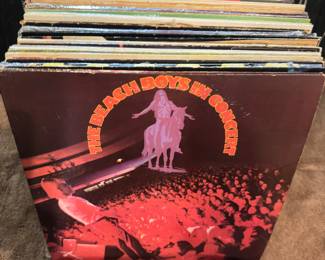 THE BEACH BOYS IN CONCERT